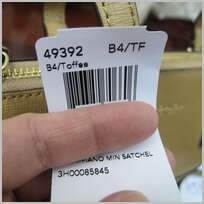 49392 B4/TF
B4/Toffee
MIN SATCHEL
3H00085845